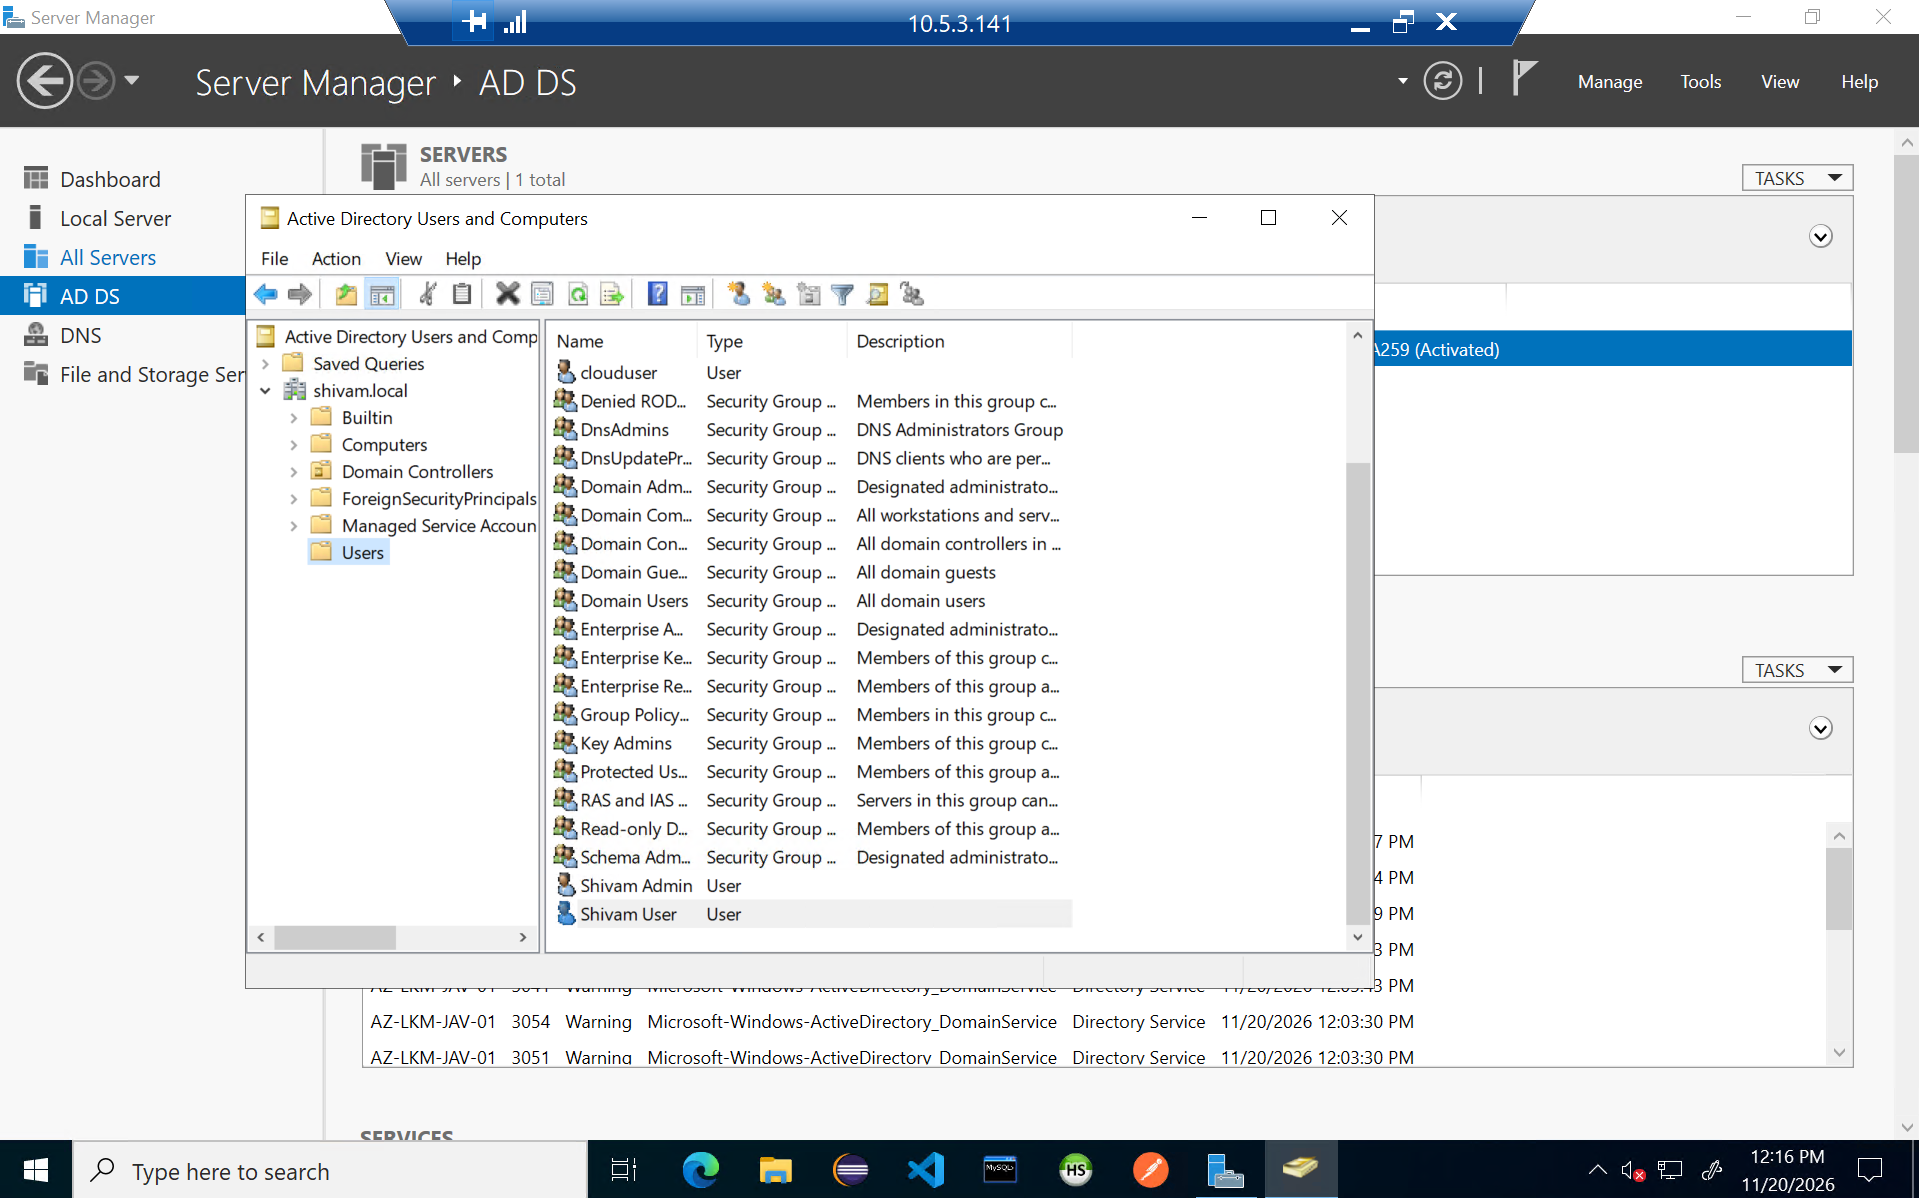 Server Manager
10.5.3.141
Server Manager ‣ AD DS
Manage Tools View Help
Dashboard
Local Server
All Servers
AD DS
DNS
File and Storage Ser
SERVERS
All servers | 1 total
TASKS
Active Directory Users and Computers
File Action View Help
Active Directory Users and Comp
Saved Queries
shivam.local
Builtin
Computers
Domain Controllers
ForeignSecurityPrincipals
Managed Service Accoun
Users
Name Type Description
clouduser User
Denied ROD... Security Group ... Members in this group c...
DnsAdmins Security Group ... DNS Administrators Group
DnsUpdatePr... Security Group ... DNS clients who are per...
Domain Adm... Security Group ... Designated administrato...
Domain Com... Security Group ... All workstations and serv...
Domain Con... Security Group ... All domain controllers in ...
Domain Gue... Security Group ... All domain guests
Domain Users Security Group ... All domain users
Enterprise A... Security Group ... Designated administrato...
Enterprise Ke... Security Group ... Members of this group c...
Enterprise Re... Security Group ... Members of this group a...
Group Policy... Security Group ... Members in this group c...
Key Admins Security Group ... Members of this group c...
Protected Us... Security Group ... Members of this group a...
RAS and IAS ... Security Group ... Servers in this group can...
Read-only D... Security Group ... Members of this group a...
Schema Adm... Security Group ... Designated administrato...
Shivam Admin User
Shivam User User
A259 (Activated)
TASKS
7 PM
4 PM
9 PM
3 PM
3 PM
AZ-LKM-JAV-01 3054 Warning Microsoft-Windows-ActiveDirectory_DomainService Directory Service 11/20/2026 12:03:30 PM
AZ-LKM-JAV-01 3051 Warning Microsoft-Windows-ActiveDirectory_DomainService Directory Service 11/20/2026 12:03:30 PM
SERVICES
Type here to search
MySQL
HS
12:16 PM
11/20/2026